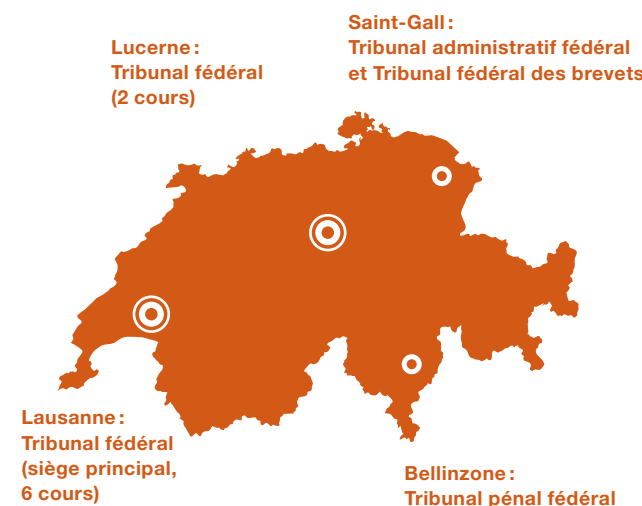 Saint-Gall :
Tribunal administratif fédéral
et Tribunal fédéral des brevets
Lucerne :
Tribunal fédéral
(2 cours)
Lausanne :
Tribunal fédéral
(siège principal,
6 cours)
Bellinzone :
Tribunal pénal fédéral